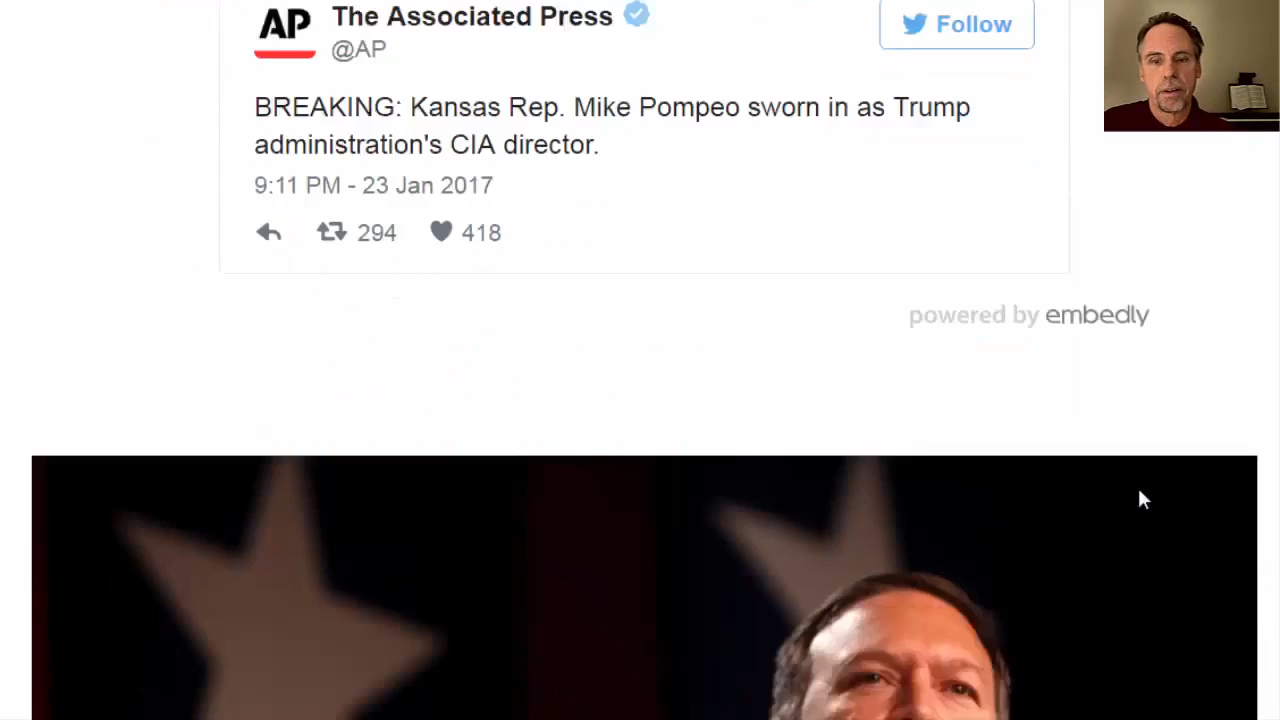 AP
The Associated Press
@AP
Follow
BREAKING: Kansas Rep. Mike Pompeo sworn in as Trump
administration's CIA director.
9:11 PM - 23 Jan 2017
294 418
powered by embedly